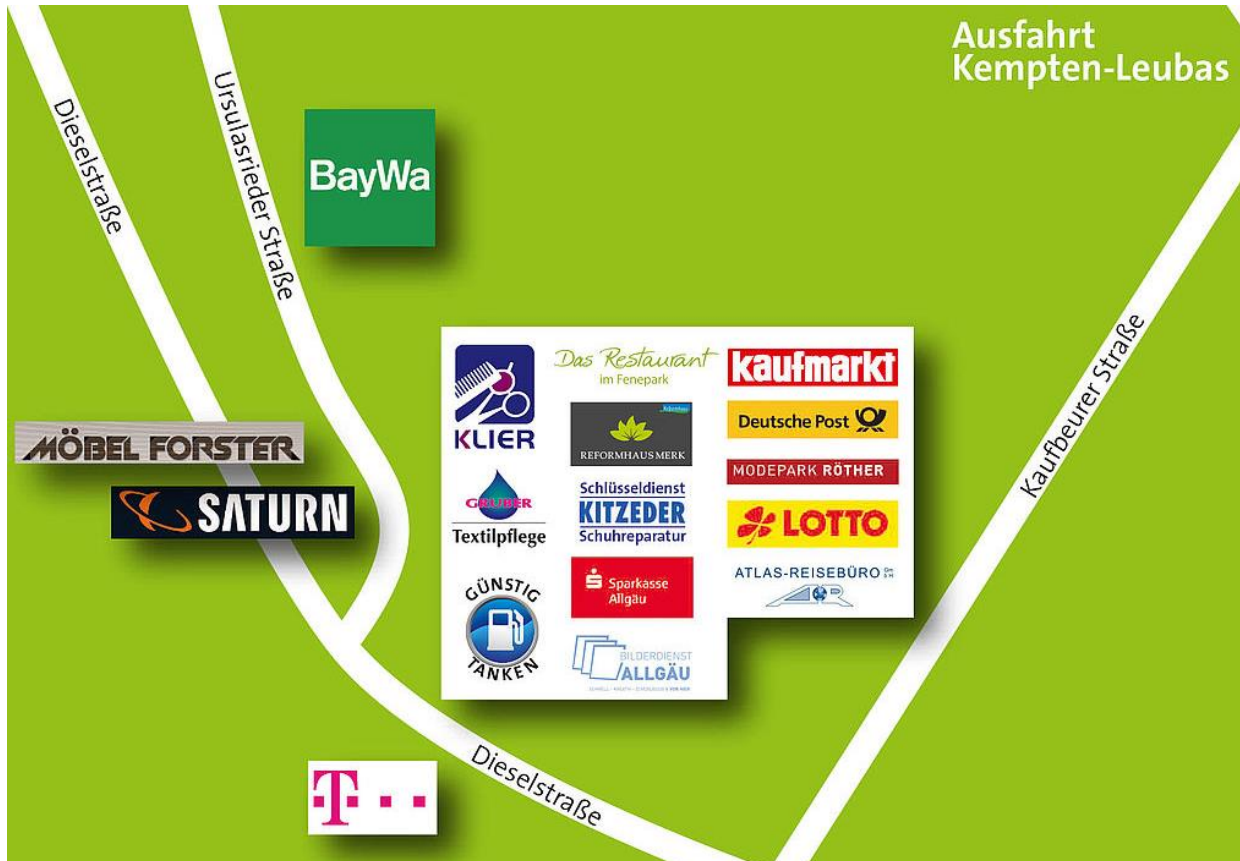 Ausfahrt
Kempten-Leubas
Dieselstraße
Ursulasrieder Straße
BayWa
MÖBEL FORSTER
SATURN
KLIER
GRUBER
Textilpflege
GÜNSTIG
TANKEN
Das Restaurant
im Fenepark
REFORMHAUS MERK
Schlüsseldienst
KITZEDER
Schuhreparatur
Sparkasse
Allgäu
BILDERDIENST
ALLGÄU
kaufmarkt
Deutsche Post
MODEPARK RÖTHER
LOTTO
ATLAS-REISEBÜRO
Kaufbeurer Straße
Dieselstraße
T